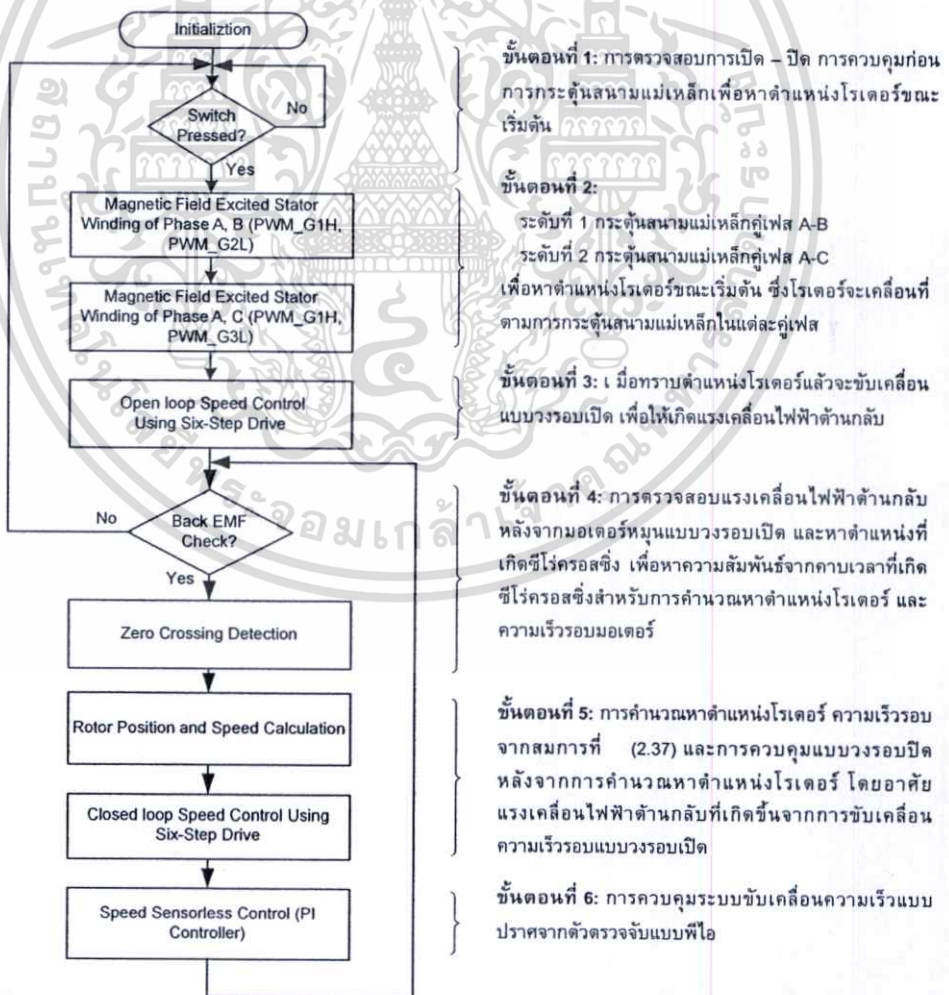 Initializtion
Switch
Pressed?
No
Yes
Magnetic Field Excited Stator
Winding of Phase A, B (PWM_G1H,
PWM_G2L)
Magnetic Field Excited Stator
Winding of Phase A, C (PWM_G1H,
PWM_G3L)
Open loop Speed Control
Using Six-Step Drive
No
Back EMF
Check?
Yes
Zero Crossing Detection
Rotor Position and Speed Calculation
Closed loop Speed Control Using
Six-Step Drive
Speed Sensorless Control (PI
Controller)
ขั้นตอนที่ 1: การตรวจสอบการเปิด – ปิด การควบคุมก่อน
การกระตุ้นสนามแม่เหล็กเพื่อหาตำแหน่งโรเตอร์ขณะ
เริ่มต้น
ขั้นตอนที่ 2:
ระดับที่ 1 กระตุ้นสนามแม่เหล็กคู่เฟส A-B
ระดับที่ 2 กระตุ้นสนามแม่เหล็กคู่เฟส A-C
เพื่อหาตำแหน่งโรเตอร์ขณะเริ่มต้น ซึ่งโรเตอร์จะเคลื่อนที่
ตามการกระตุ้นสนามแม่เหล็กในแต่ละคู่เฟส
ขั้นตอนที่ 3: เ มื่อทราบตำแหน่งโรเตอร์แล้วจะขับเคลื่อน
แบบวงรอบเปิด เพื่อให้เกิดแรงเคลื่อนไฟฟ้าต้านกลับ
ขั้นตอนที่ 4: การตรวจสอบแรงเคลื่อนไฟฟ้าต้านกลับ
หลังจากมอเตอร์หมุนแบบวงรอบเปิด และหาตำแหน่งที่
เกิดซีโร่ครอสซิ่ง เพื่อหาความสัมพันธ์จากคาบเวลาที่เกิด
ซีโร่ครอสซิ่งสำหรับการคำนวณหาตำแหน่งโรเตอร์ และ
ความเร็วรอบมอเตอร์
ขั้นตอนที่ 5: การคำนวณหาตำแหน่งโรเตอร์ ความเร็วรอบ
จากสมการที่ (2.37) และการควบคุมแบบวงรอบปิด
หลังจากการคำนวณหาตำแหน่งโรเตอร์ โดยอาศัย
แรงเคลื่อนไฟฟ้าต้านกลับที่เกิดขึ้นจากการขับเคลื่อน
ความเร็วรอบแบบวงรอบเปิด
ขั้นตอนที่ 6: การควบคุมระบบขับเคลื่อนความเร็วแบบ
ปราศจากตัวตรวจจับแบบพีไอ